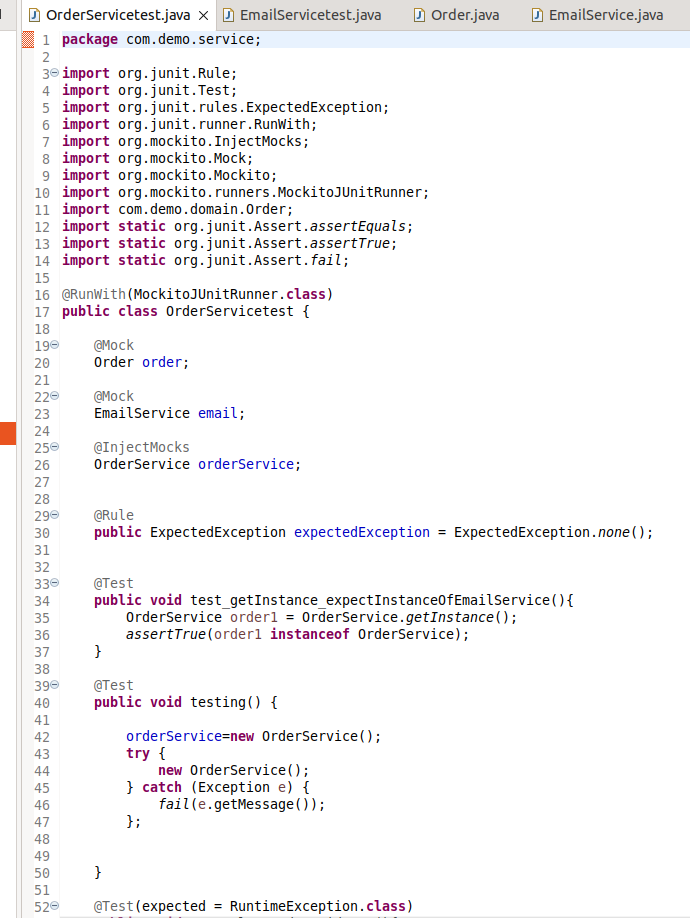 OrderServicetest.java EmailServicetest.java Order.java EmailService.java
1 package com.demo.service;
2
3 import org.junit.Rule;
4 import org.junit.Test;
5 import org.junit.rules.ExpectedException;
6 import org.junit.runner.RunWith;
7 import org.mockito.InjectMocks;
8 import org.mockito.Mock;
9 import org.mockito.Mockito;
10 import org.mockito.runners.MockitoJUnitRunner;
11 import com.demo.domain.Order;
12 import static org.junit.Assert.assertEquals;
13 import static org.junit.Assert.assertTrue;
14 import static org.junit.Assert.fail;
15
16 @RunWith(MockitoJUnitRunner.class)
17 public class OrderServicetest {
18
19 @Mock
20 Order order;
21
22 @Mock
23 EmailService email;
24
25 @InjectMocks
26 OrderService orderService;
27
28
29 @Rule
30 public ExpectedException expectedException = ExpectedException.none();
31
32
33 @Test
34 public void test_getInstance_expectInstanceOfEmailService(){
35 OrderService order1 = OrderService.getInstance();
36 assertTrue(order1 instanceof OrderService);
37 }
38
39 @Test
40 public void testing() {
41
42 orderService=new OrderService();
43 try {
44 new OrderService();
45 } catch (Exception e) {
46 fail(e.getMessage());
47 };
48
49
50 }
51
52 @Test(expected = RuntimeException.class)